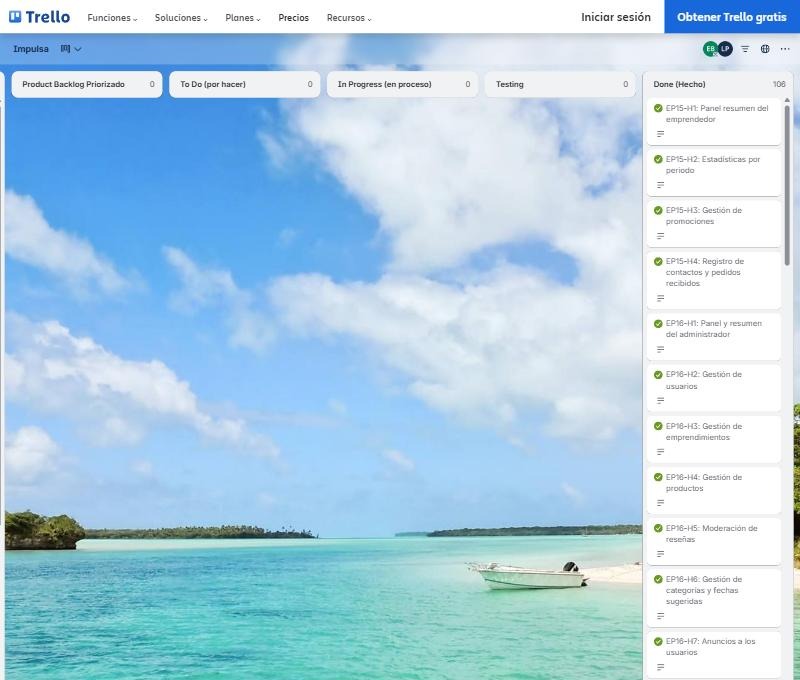 Trello
Funciones
Soluciones
Planes
Precios
Recursos
Iniciar sesión
Obtener Trello gratis
Impulsa
EB
LP
Product Backlog Priorizado 0
To Do (por hacer) 0
In Progress (en proceso) 0
Testing 0
Done (Hecho) 106
EP15-H1: Panel resumen del
emprendedor
EP15-H2: Estadísticas por
periodo
EP15-H3: Gestión de
promociones
EP15-H4: Registro de
contactos y pedidos
recibidos
EP16-H1: Panel y resumen
del administrador
EP16-H2: Gestión de
usuarios
EP16-H3: Gestión de
emprendimientos
EP16-H4: Gestión de
productos
EP16-H5: Moderación de
reseñas
EP16-H6: Gestión de
categorías y fechas
sugeridas
EP16-H7: Anuncios a los
usuarios